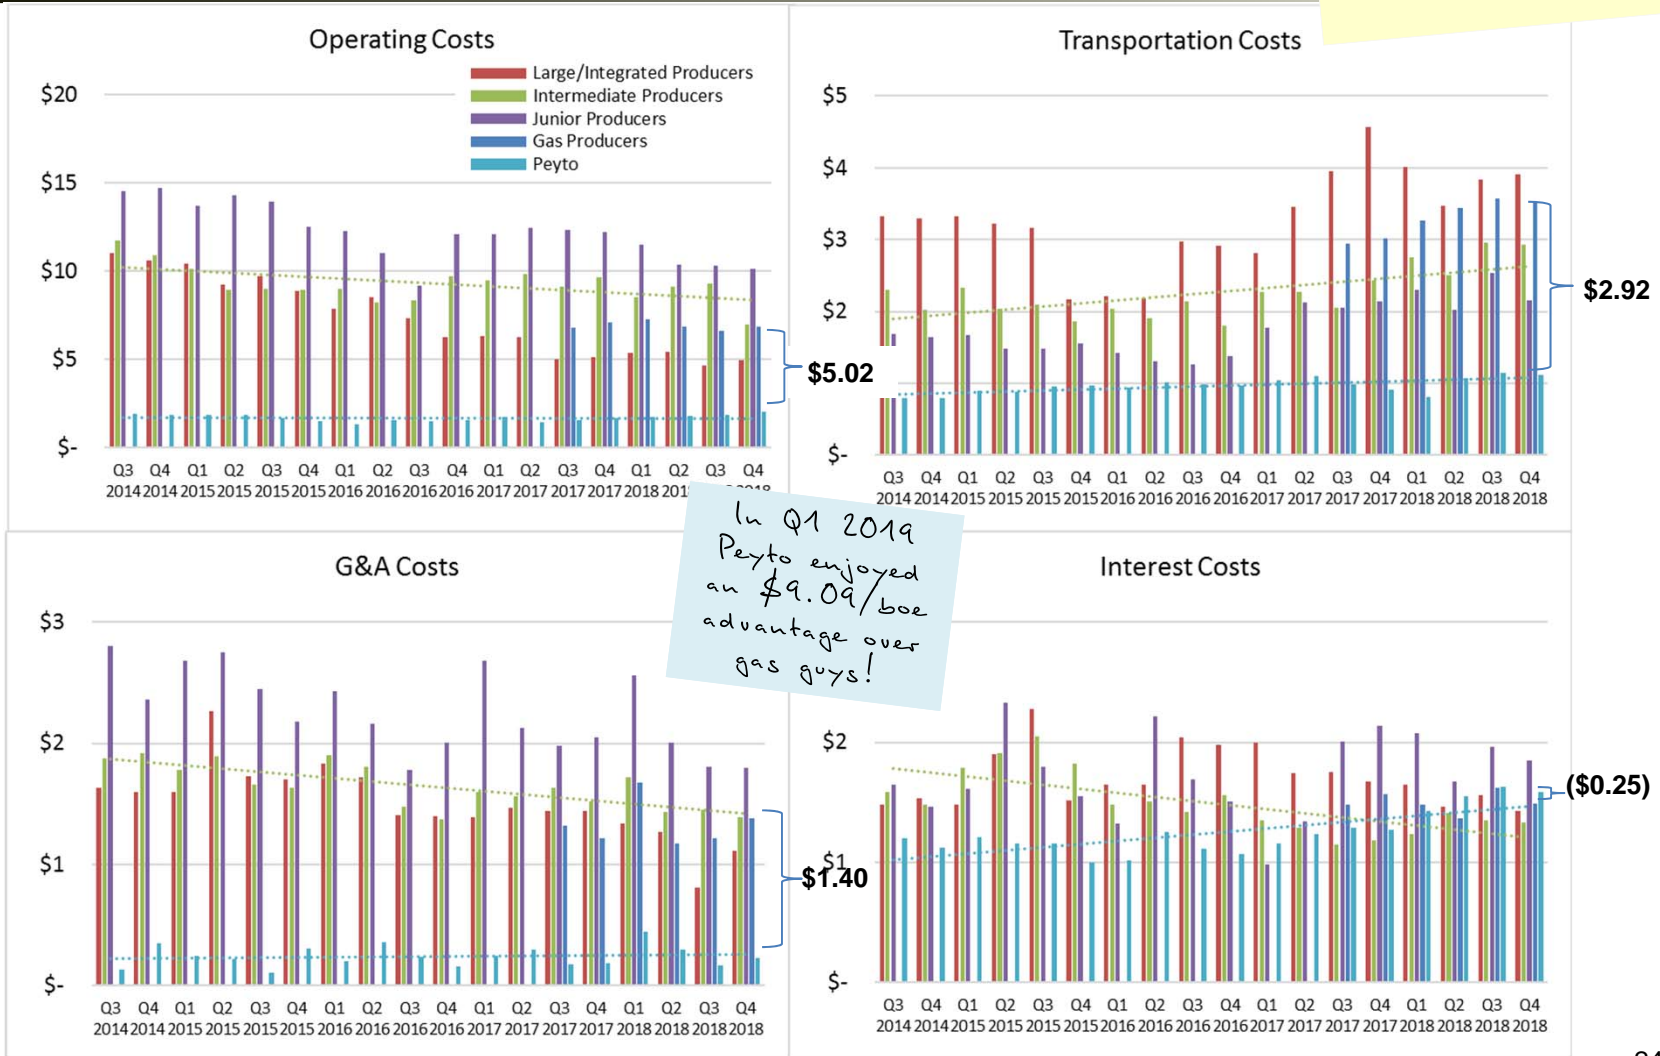 Operating Costs
Large/Integrated Producers
Intermediate Producers
Junior Producers
Gas Producers
Peyto
$20
$15
$10
$5
$-
$5.02
Q3 Q4 Q1 Q2 Q3 Q4 Q1 Q2 Q3 Q4 Q1 Q2 Q3 Q4 Q1 Q2 Q3 Q4
2014 2014 2015 2015 2015 2015 2016 2016 2016 2016 2017 2017 2017 2017 2018 2018
Transportation Costs
$5
$4
$3
$2
$-
$2.92
Q3 Q4 Q1 Q2 Q3 Q4 Q1 Q2 Q3 Q4 Q1 Q2 Q3 Q4 Q1 Q2 Q3 Q4
2014 2014 2015 2015 2015 2015 2016 2016 2016 2016 2017 2017 2017 2017 2018 2018 2018 2018
In Q1 2019
Peyto enjoyed
an $9.09/boe
advantage over
gas guys!
G&A Costs
$3
$2
$1
$-
$1.40
Q3 Q4 Q1 Q2 Q3 Q4 Q1 Q2 Q3 Q4 Q1 Q2 Q3 Q4 Q1 Q2 Q3 Q4
2014 2014 2015 2015 2015 2015 2016 2016 2016 2016 2017 2017 2017 2017 2018 2018 2018 2018
Interest Costs
$2
$1
$-
($0.25)
Q3 Q4 Q1 Q2 Q3 Q4 Q1 Q2 Q3 Q4 Q1 Q2 Q3 Q4 Q1 Q2 Q3 Q4
2014 2014 2015 2015 2015 2015 2016 2016 2016 2016 2017 2017 2017 2017 2018 2018 2018 2018